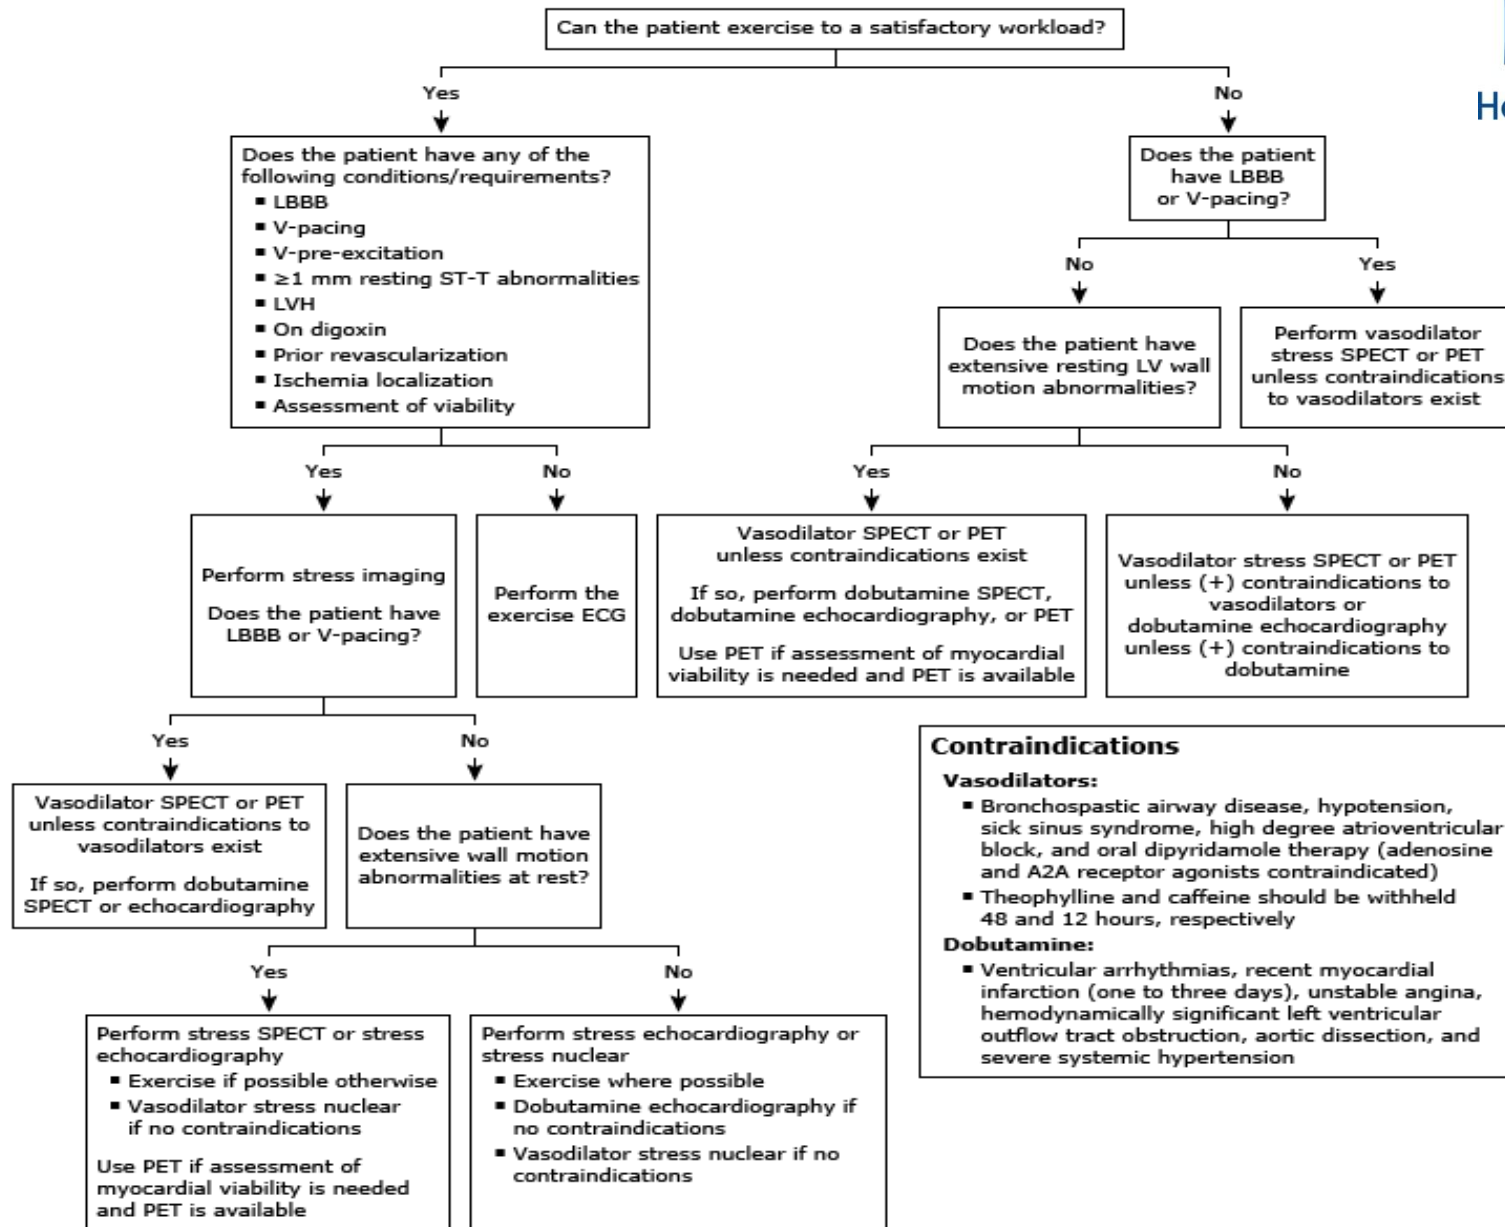 Can the patient exercise to a satisfactory workload?
Yes
No
Does the patient have any of the
following conditions/requirements?
▪ LBBB
▪ V-pacing
▪ V-pre-excitation
▪ ≥1 mm resting ST-T abnormalities
▪ LVH
▪ On digoxin
▪ Prior revascularization
▪ Ischemia localization
▪ Assessment of viability
Does the patient
have LBBB
or V-pacing?
No
Yes
Does the patient have
extensive resting LV wall
motion abnormalities?
Perform vasodilator
stress SPECT or PET
unless contraindications
to vasodilators exist
Yes
No
Yes
No
Perform stress imaging
Does the patient have
LBBB or V-pacing?
Perform the
exercise ECG
Vasodilator SPECT or PET
unless contraindications exist
If so, perform dobutamine SPECT,
dobutamine echocardiography, or PET
Use PET if assessment of myocardial
viability is needed and PET is available
Vasodilator stress SPECT or PET
unless (+) contraindications to
vasodilators or
dobutamine echocardiography
unless (+) contraindications to
dobutamine
Yes
No
Vasodilator SPECT or PET
unless contraindications to
vasodilators exist
If so, perform dobutamine
SPECT or echocardiography
Does the patient have
extensive wall motion
abnormalities at rest?
Yes
No
Perform stress SPECT or stress
echocardiography
▪ Exercise if possible otherwise
▪ Vasodilator stress nuclear
if no contraindications
Use PET if assessment of
myocardial viability is needed
and PET is available
Perform stress echocardiography or
stress nuclear
▪ Exercise where possible
▪ Dobutamine echocardiography if
no contraindications
▪ Vasodilator stress nuclear if no
contraindications
Contraindications
Vasodilators:
▪ Bronchospastic airway disease, hypotension,
sick sinus syndrome, high degree atrioventricular
block, and oral dipyridamole therapy (adenosine
and A2A receptor agonists contraindicated)
▪ Theophylline and caffeine should be withheld
48 and 12 hours, respectively
Dobutamine:
▪ Ventricular arrhythmias, recent myocardial
infarction (one to three days), unstable angina,
hemodynamically significant left ventricular
outflow tract obstruction, aortic dissection, and
severe systemic hypertension